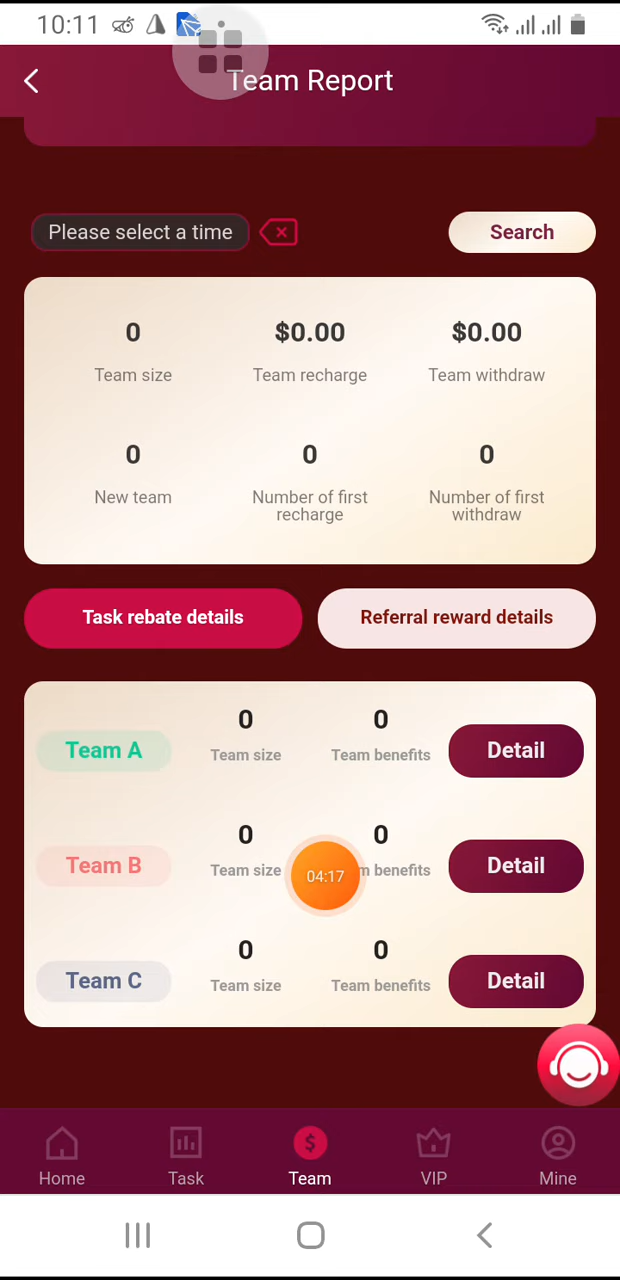 10:11
Team Report
Please select a time
Search
0
$0.00
$0.00
Team size
Team recharge
Team withdraw
0
0
0
New team
Number of first
recharge
Number of first
withdraw
Task rebate details
Referral reward details
Team A
0
Team size
0
Team benefits
Detail
Team B
0
Team size
0
m benefits
Detail
04:17
Team C
0
Team size
0
Team benefits
Detail
Home
Task
Team
VIP
Mine